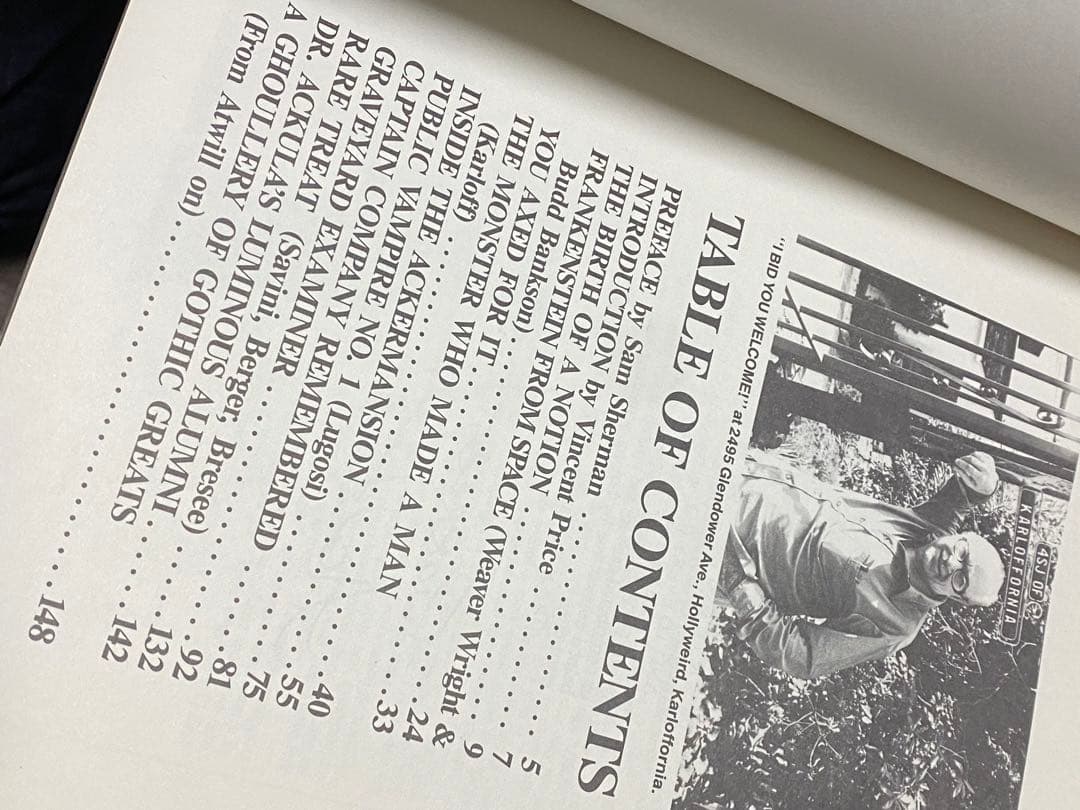 4SJ OF
KARLOFFORNIA
"I BID YOU WELCOME!" at 2495 Glendower Ave., Hollyweird, Karloffornia.
TABLE OF CONTENTS
PREFACE by Sam Sherman . . . . . . . . . . . 5
INTRODUCTION by Vincent Price . . . . . . . 7
THE BIRTH OF A NOTION . . . . . . . . . . . 9
FRANKENSTEIN FROM SPACE (Weaver Wright &
Budd Bankson) . . . . . . . . . . . . . . . 24
YOU AXED FOR IT . . . . . . . . . . . . . . 33
THE MONSTER WHO MADE A MAN
(Karloff) . . . . . . . . . . . . . . . . . 40
INSIDE THE ACKERMANSION . . . . . . . . . . 55
PUBLIC VAMPIRE NO. 1 (Lugosi) . . . . . . . 75
CAPTAIN COMPANY REMEMBERED . . . . . . . . 81
GRAVEYARD EXAMINER . . . . . . . . . . . . 92
RARE TREAT (Savini, Berger, Bresee) . . . . 132
DR. ACKULA'S LUMINOUS ALUMNI . . . . . . . 142
A GHOULLERY OF GOTHIC GREATS
(From Atwill on) . . . . . . . . . . . . . 148